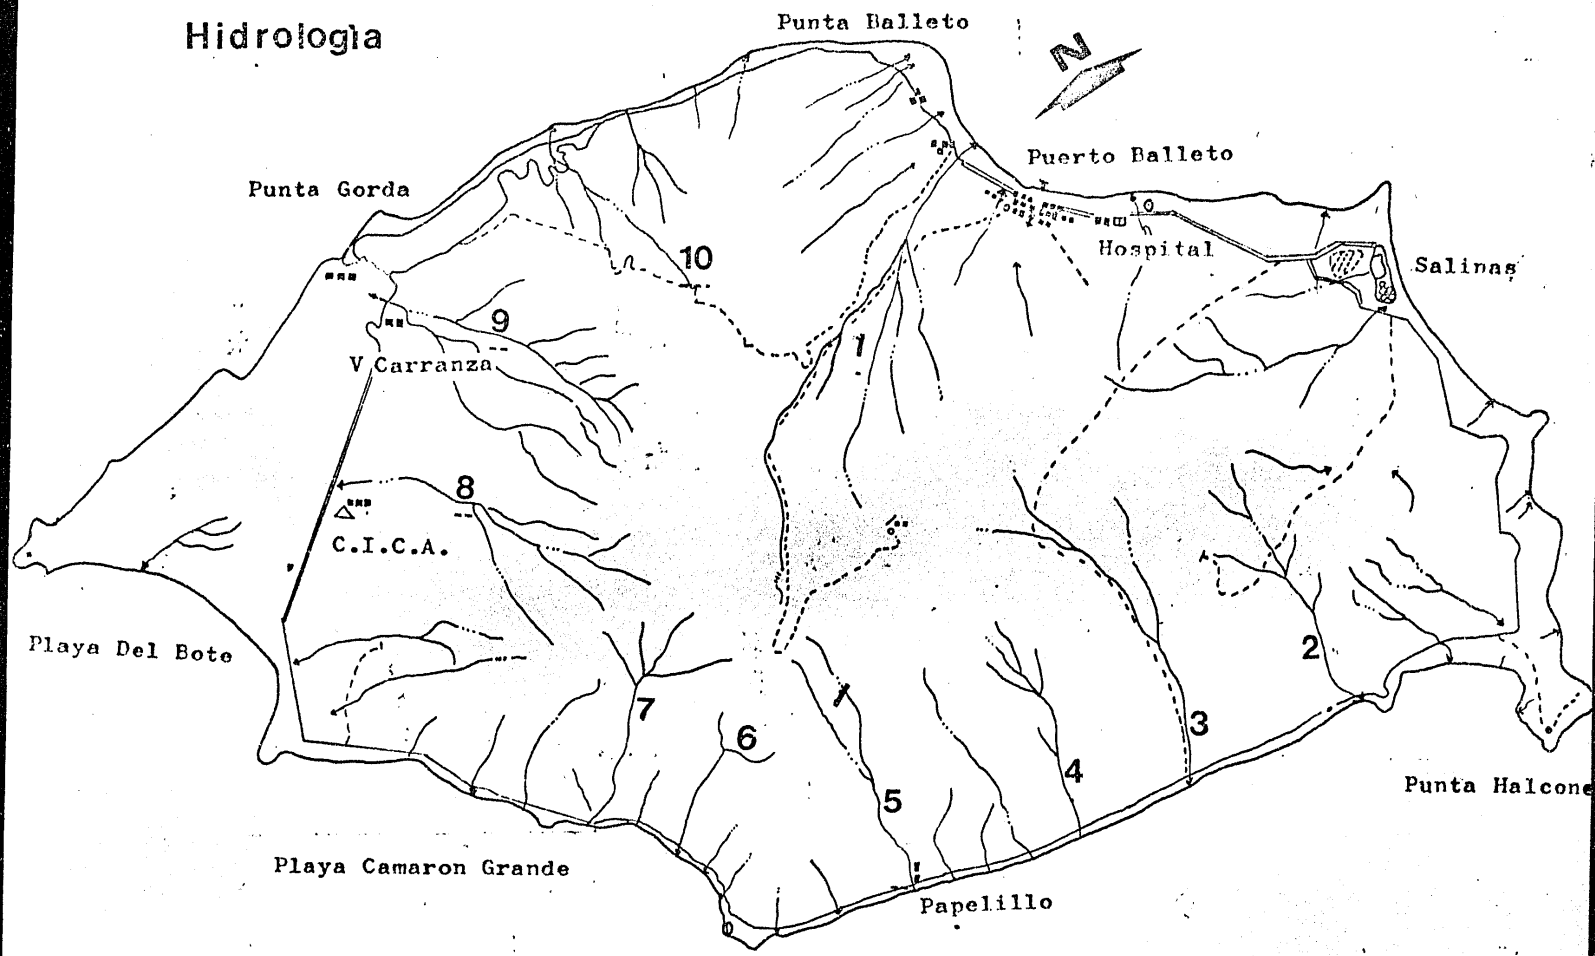 Hidrologìa
Punta Balleto
N
Puerto Balleto
Punta Gorda
Hospital
Salinas
10
9
1
V Carranza
8
C.I.C.A.
Playa Del Bote
2
7
6
3
4
5
Punta Halcone
Playa Camaron Grande
Papelillo